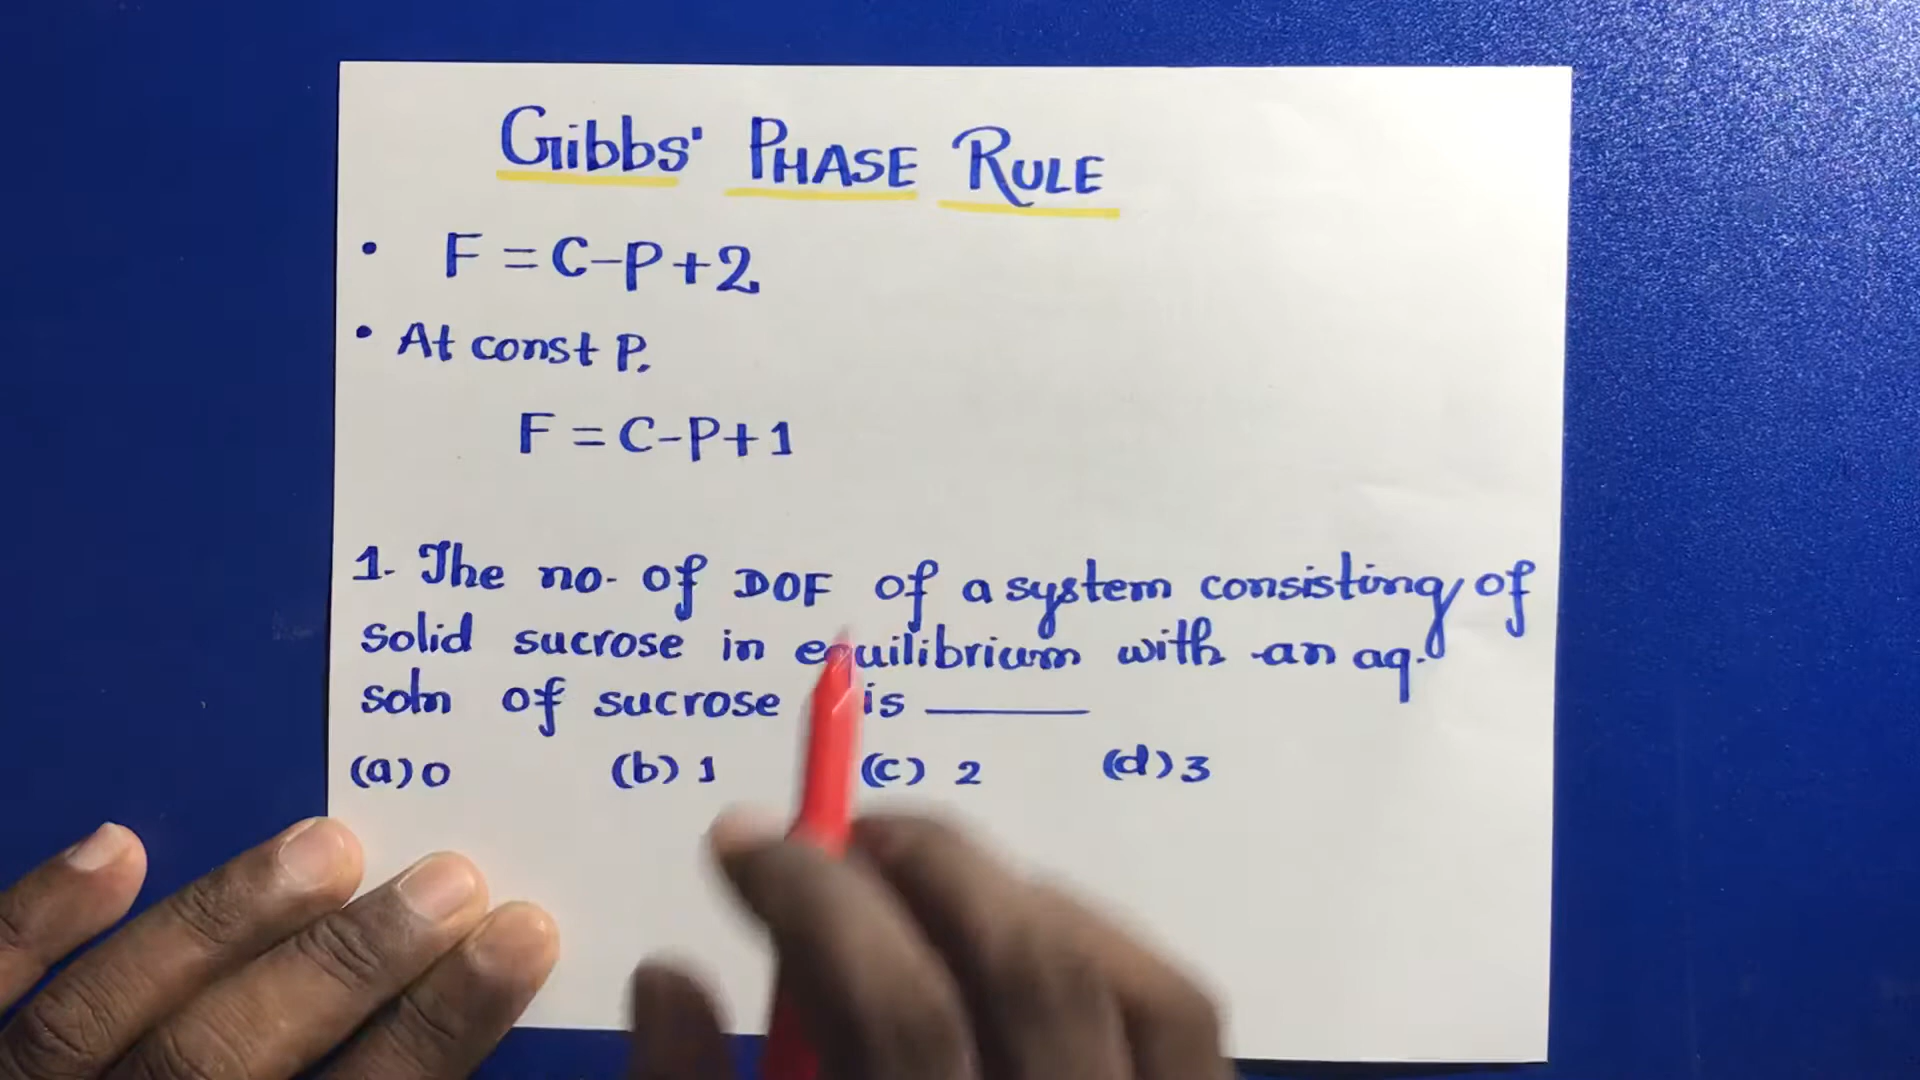 Gibbs' PHASE RULE
• F = C-P+2
• At const P.
F = C-P+1
1. The no. of DOF of a system consisting of
solid sucrose in equilibrium with an aq.
soln of sucrose is ______
(a) 0 (b) 1 (c) 2 (d) 3